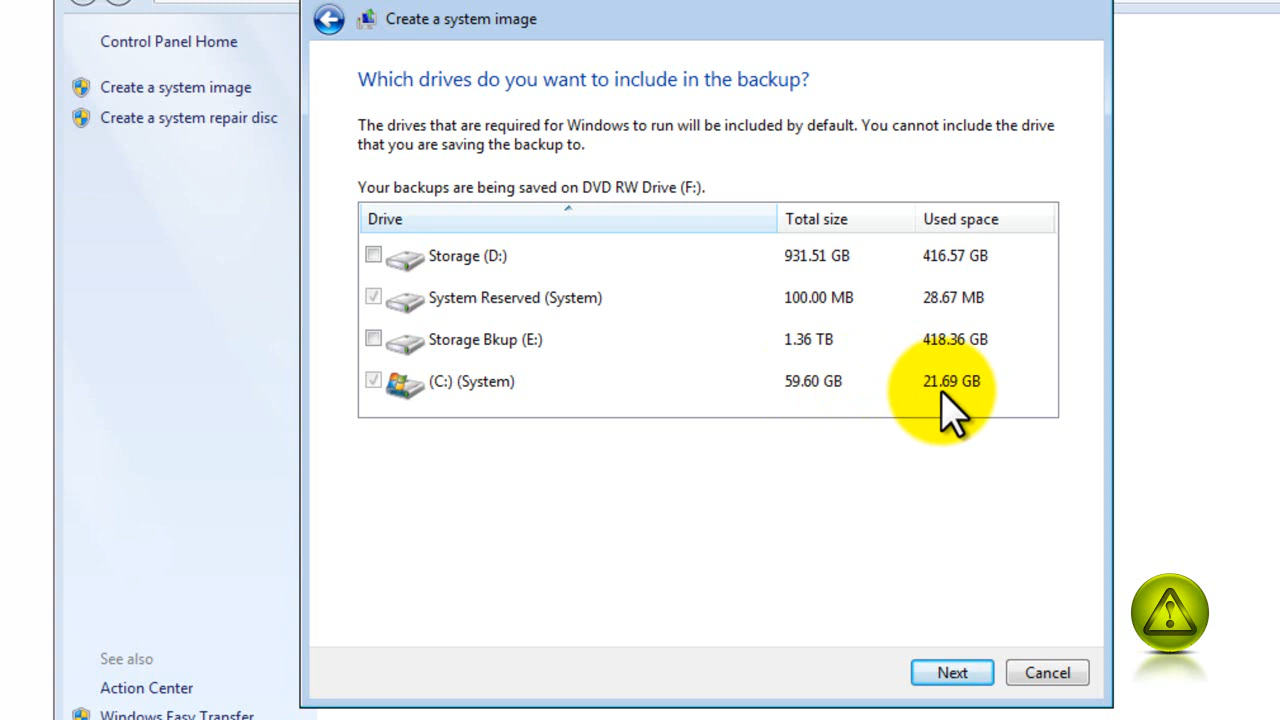 Create a system image
Control Panel Home
Create a system image
Create a system repair disc
Which drives do you want to include in the backup?
The drives that are required for Windows to run will be included by default. You cannot include the drive
that you are saving the backup to.
Your backups are being saved on DVD RW Drive (F:).
Drive Total size Used space
Storage (D:) 931.51 GB 416.57 GB
System Reserved (System) 100.00 MB 28.67 MB
Storage Bkup (E:) 1.36 TB 418.36 GB
(C:) (System) 59.60 GB 21.69 GB
See also
Action Center
Windows Easy Transfer
Next Cancel